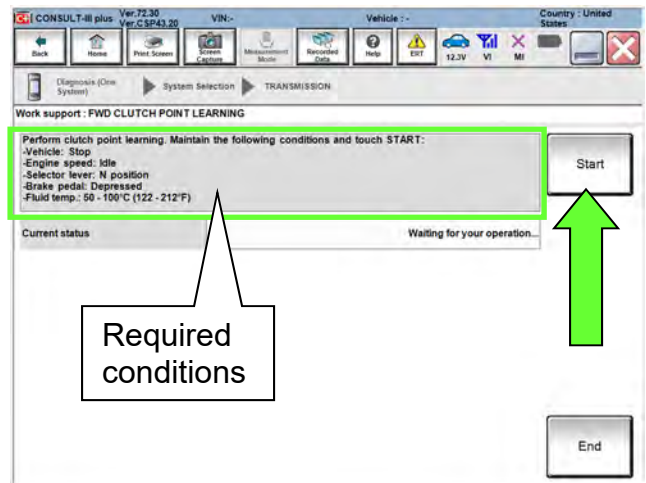 CONSULT-III plus Ver.72.30 VIN:- Vehicle : - Country : United
Ver.CSP43.20 States
Back Home Print Screen Screen Capture Measurement Mode Recorded Data Help ERT 12.3V VI MI
Diagnosis (One System) System Selection TRANSMISSION
Work support : FWD CLUTCH POINT LEARNING
Perform clutch point learning. Maintain the following conditions and touch START:
-Vehicle: Stop
-Engine speed: Idle
-Selector lever: N position
-Brake pedal: Depressed
-Fluid temp.: 50 - 100°C (122 - 212°F)
Start
Current status Waiting for your operation...
Required
conditions
End